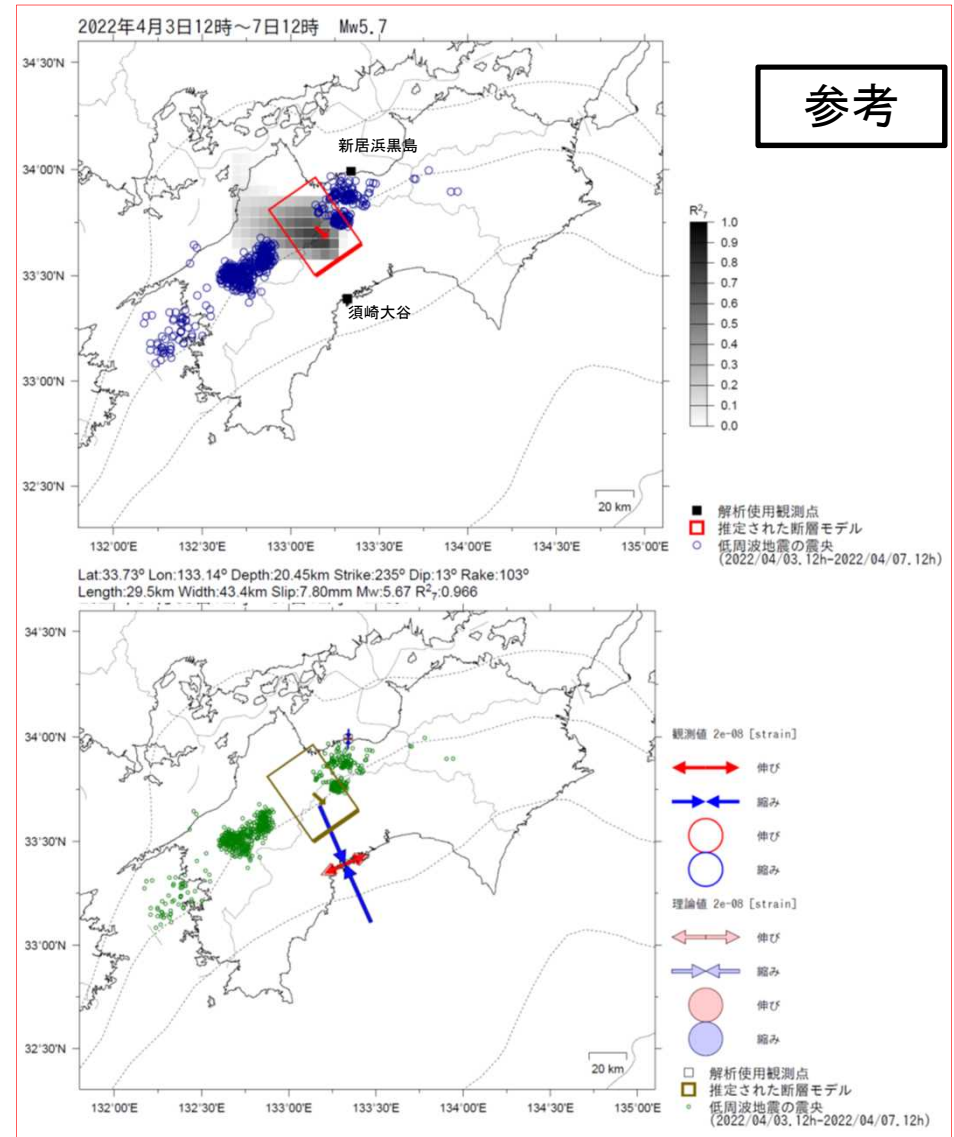 2022年4月3日12時～7日12時 Mw5.7
参考
34°30'N
34°00'N
33°30'N
33°00'N
32°30'N
新居浜黒島
須崎大谷
R²₇
1.0
0.9
0.8
0.7
0.6
0.5
0.4
0.3
0.2
0.1
0.0
20 km
解析使用観測点
推定された断層モデル
低周波地震の震央
(2022/04/03.12h-2022/04/07.12h)
132°00'E 132°30'E 133°00'E 133°30'E 134°00'E 134°30'E 135°00'E
Lat:33.73° Lon:133.14° Depth:20.45km Strike:235° Dip:13° Rake:103°
Length:29.5km Width:43.4km Slip:7.80mm Mw:5.67 R²₇:0.966
34°30'N
34°00'N
33°30'N
33°00'N
32°30'N
観測値 2e-08 [strain]
伸び
縮み
伸び
縮み
理論値 2e-08 [strain]
伸び
縮み
伸び
縮み
20 km
解析使用観測点
推定された断層モデル
低周波地震の震央
(2022/04/03.12h-2022/04/07.12h)
132°00'E 132°30'E 133°00'E 133°30'E 134°00'E 134°30'E 135°00'E